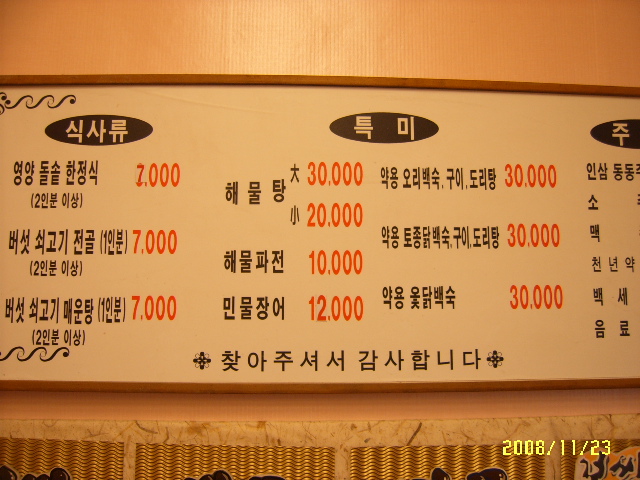 식사류
영양 돌솥 한정식 7,000
(2인분 이상)
버섯 쇠고기 전골 (1인분) 7,000
(2인분 이상)
버섯 쇠고기 매운탕 (1인분) 7,000
(2인분 이상)
특 미
해 물 탕 大 30,000
小 20,000
해물파전 10,000
민물장어 12,000
약용 오리백숙, 구이, 도리탕 30,000
약용 토종닭백숙, 구이, 도리탕 30,000
약용 옻닭백숙 30,000
주
인삼 동동주
소
맥
천 년 약
백 세
음 료
찾아주셔서 감사합니다
2008/11/23